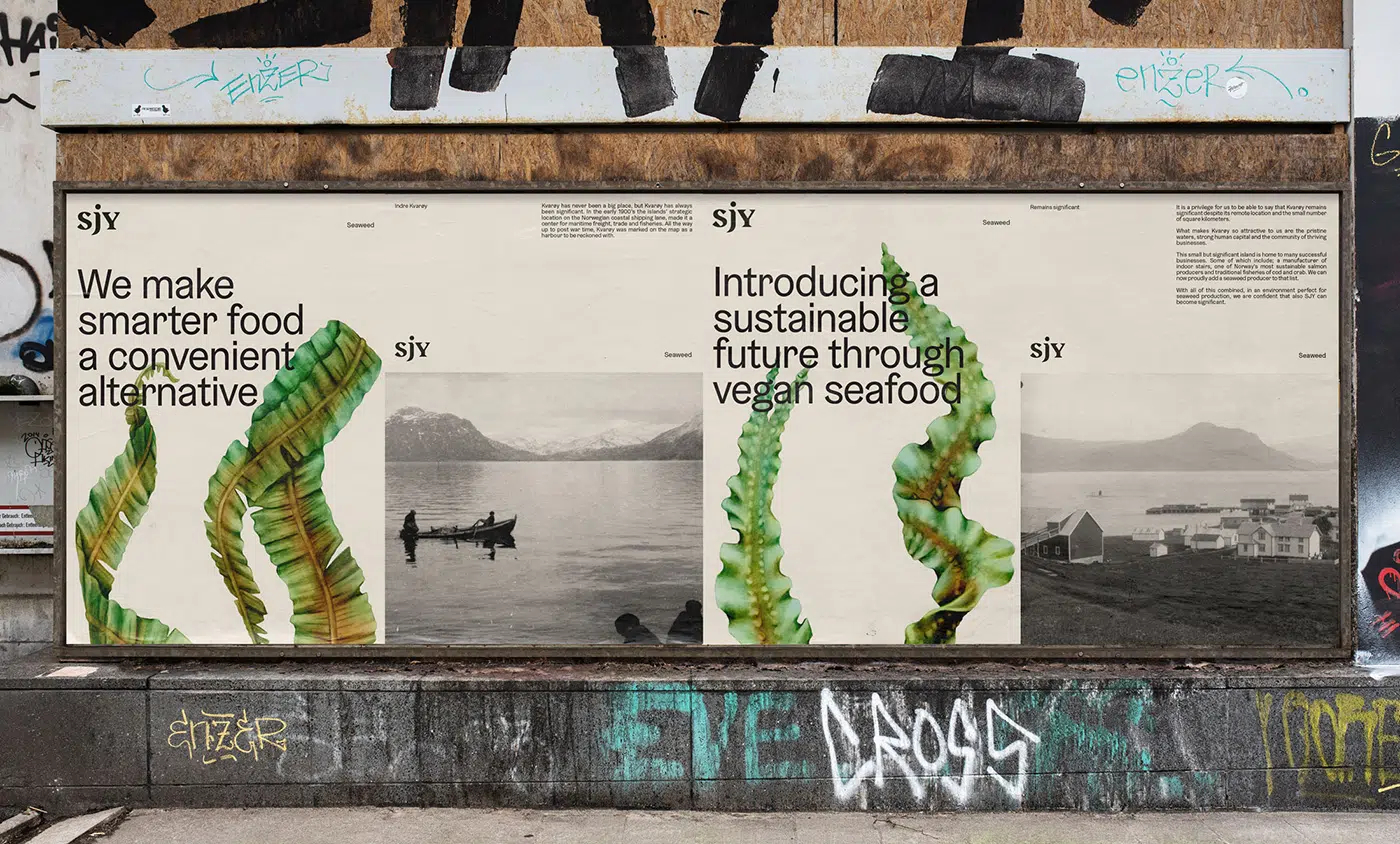 enzer
enzer
sjy
Seaweed
We make
smarter food
a convenient
alternative
Indre Kvarøy
Kvarøy has never been a big place, but Kvarøy has always
been significant. In the early 1900's the islands' strategic
location on the Norwegian coastal shipping lane, made it a
center for maritime freight, trade and fisheries. All the way
up to post war time, Kvarøy was marked on the map as a
harbour to be reckoned with.
sjy
Seaweed
sjy
Seaweed
Introducing a
sustainable
future through
vegan seafood
Remains significant
It is a privilege for us to be able to say that Kvarøy remains
significant despite its remote location and the small number
of square kilometers.
What makes Kvarøy so attractive to us are the pristine
waters, strong human capital and the community of thriving
businesses.
This small but significant island is home to many successful
businesses. Some of which include; a manufacturer of
indoor stairs, one of Norway's most sustainable salmon
producers and traditional fisheries of cod and crab. We can
now proudly add a seaweed producer to that list.
With all of this combined, in an environment perfect for
seaweed production, we are confident that also SJY can
become significant.
sjy
Seaweed
enzer
EYE
CROSS